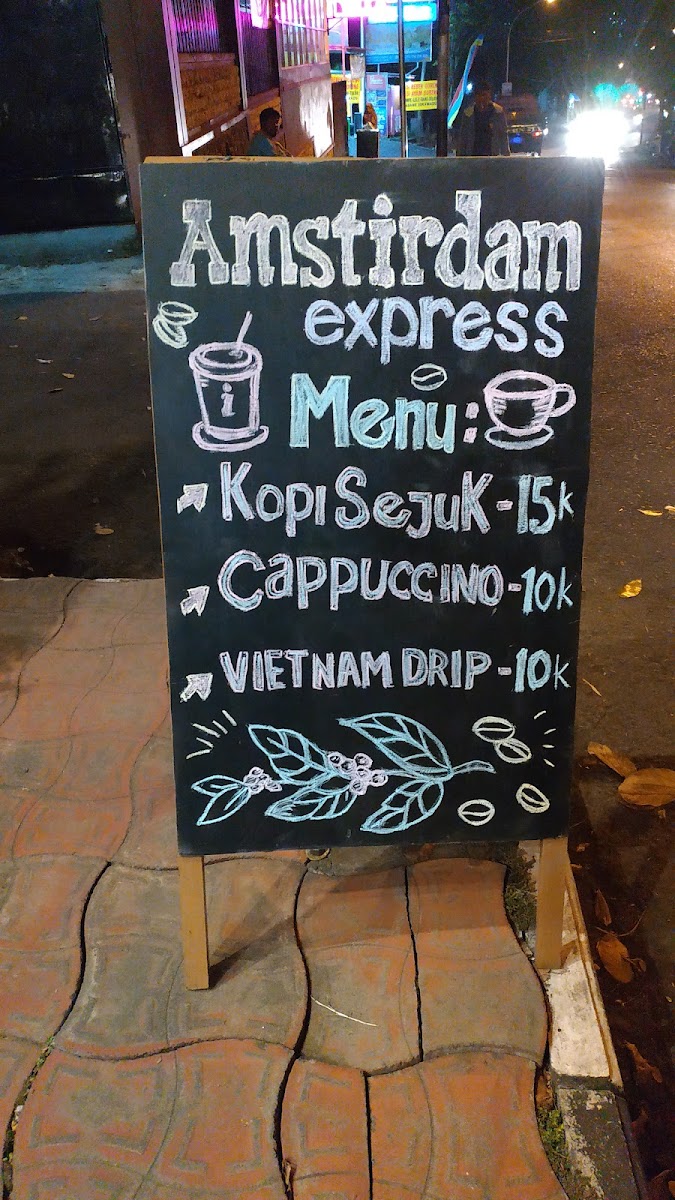 Amstirdam
express
i
Menu:
Kopi Sejuk - 15k
Cappuccino - 10k
VIETNAM DRIP - 10k